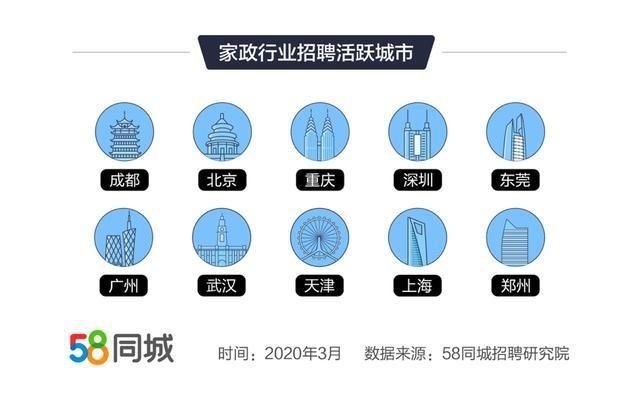 家政行业招聘活跃城市
成都 北京 重庆 深圳 东莞
广州 武汉 天津 上海 郑州
58同城 时间：2020年3月 数据来源：58同城招聘研究院